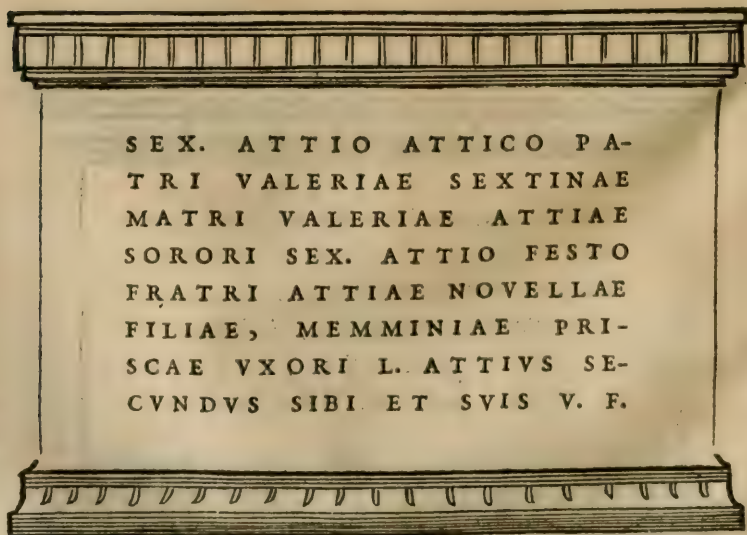 SEX. ATTIO ATTICO PA-
TRI VALERIAE SEXTINAE
MATRI VALERIAE ATTIAE
SORORI SEX. ATTIO FESTO
FRATRI ATTIAE NOVELLAE
FILIAE, MEMMINIAE PRI-
SCAE VXORI L. ATTIVS SE-
CVNDVS SIBI ET SVIS V. F.